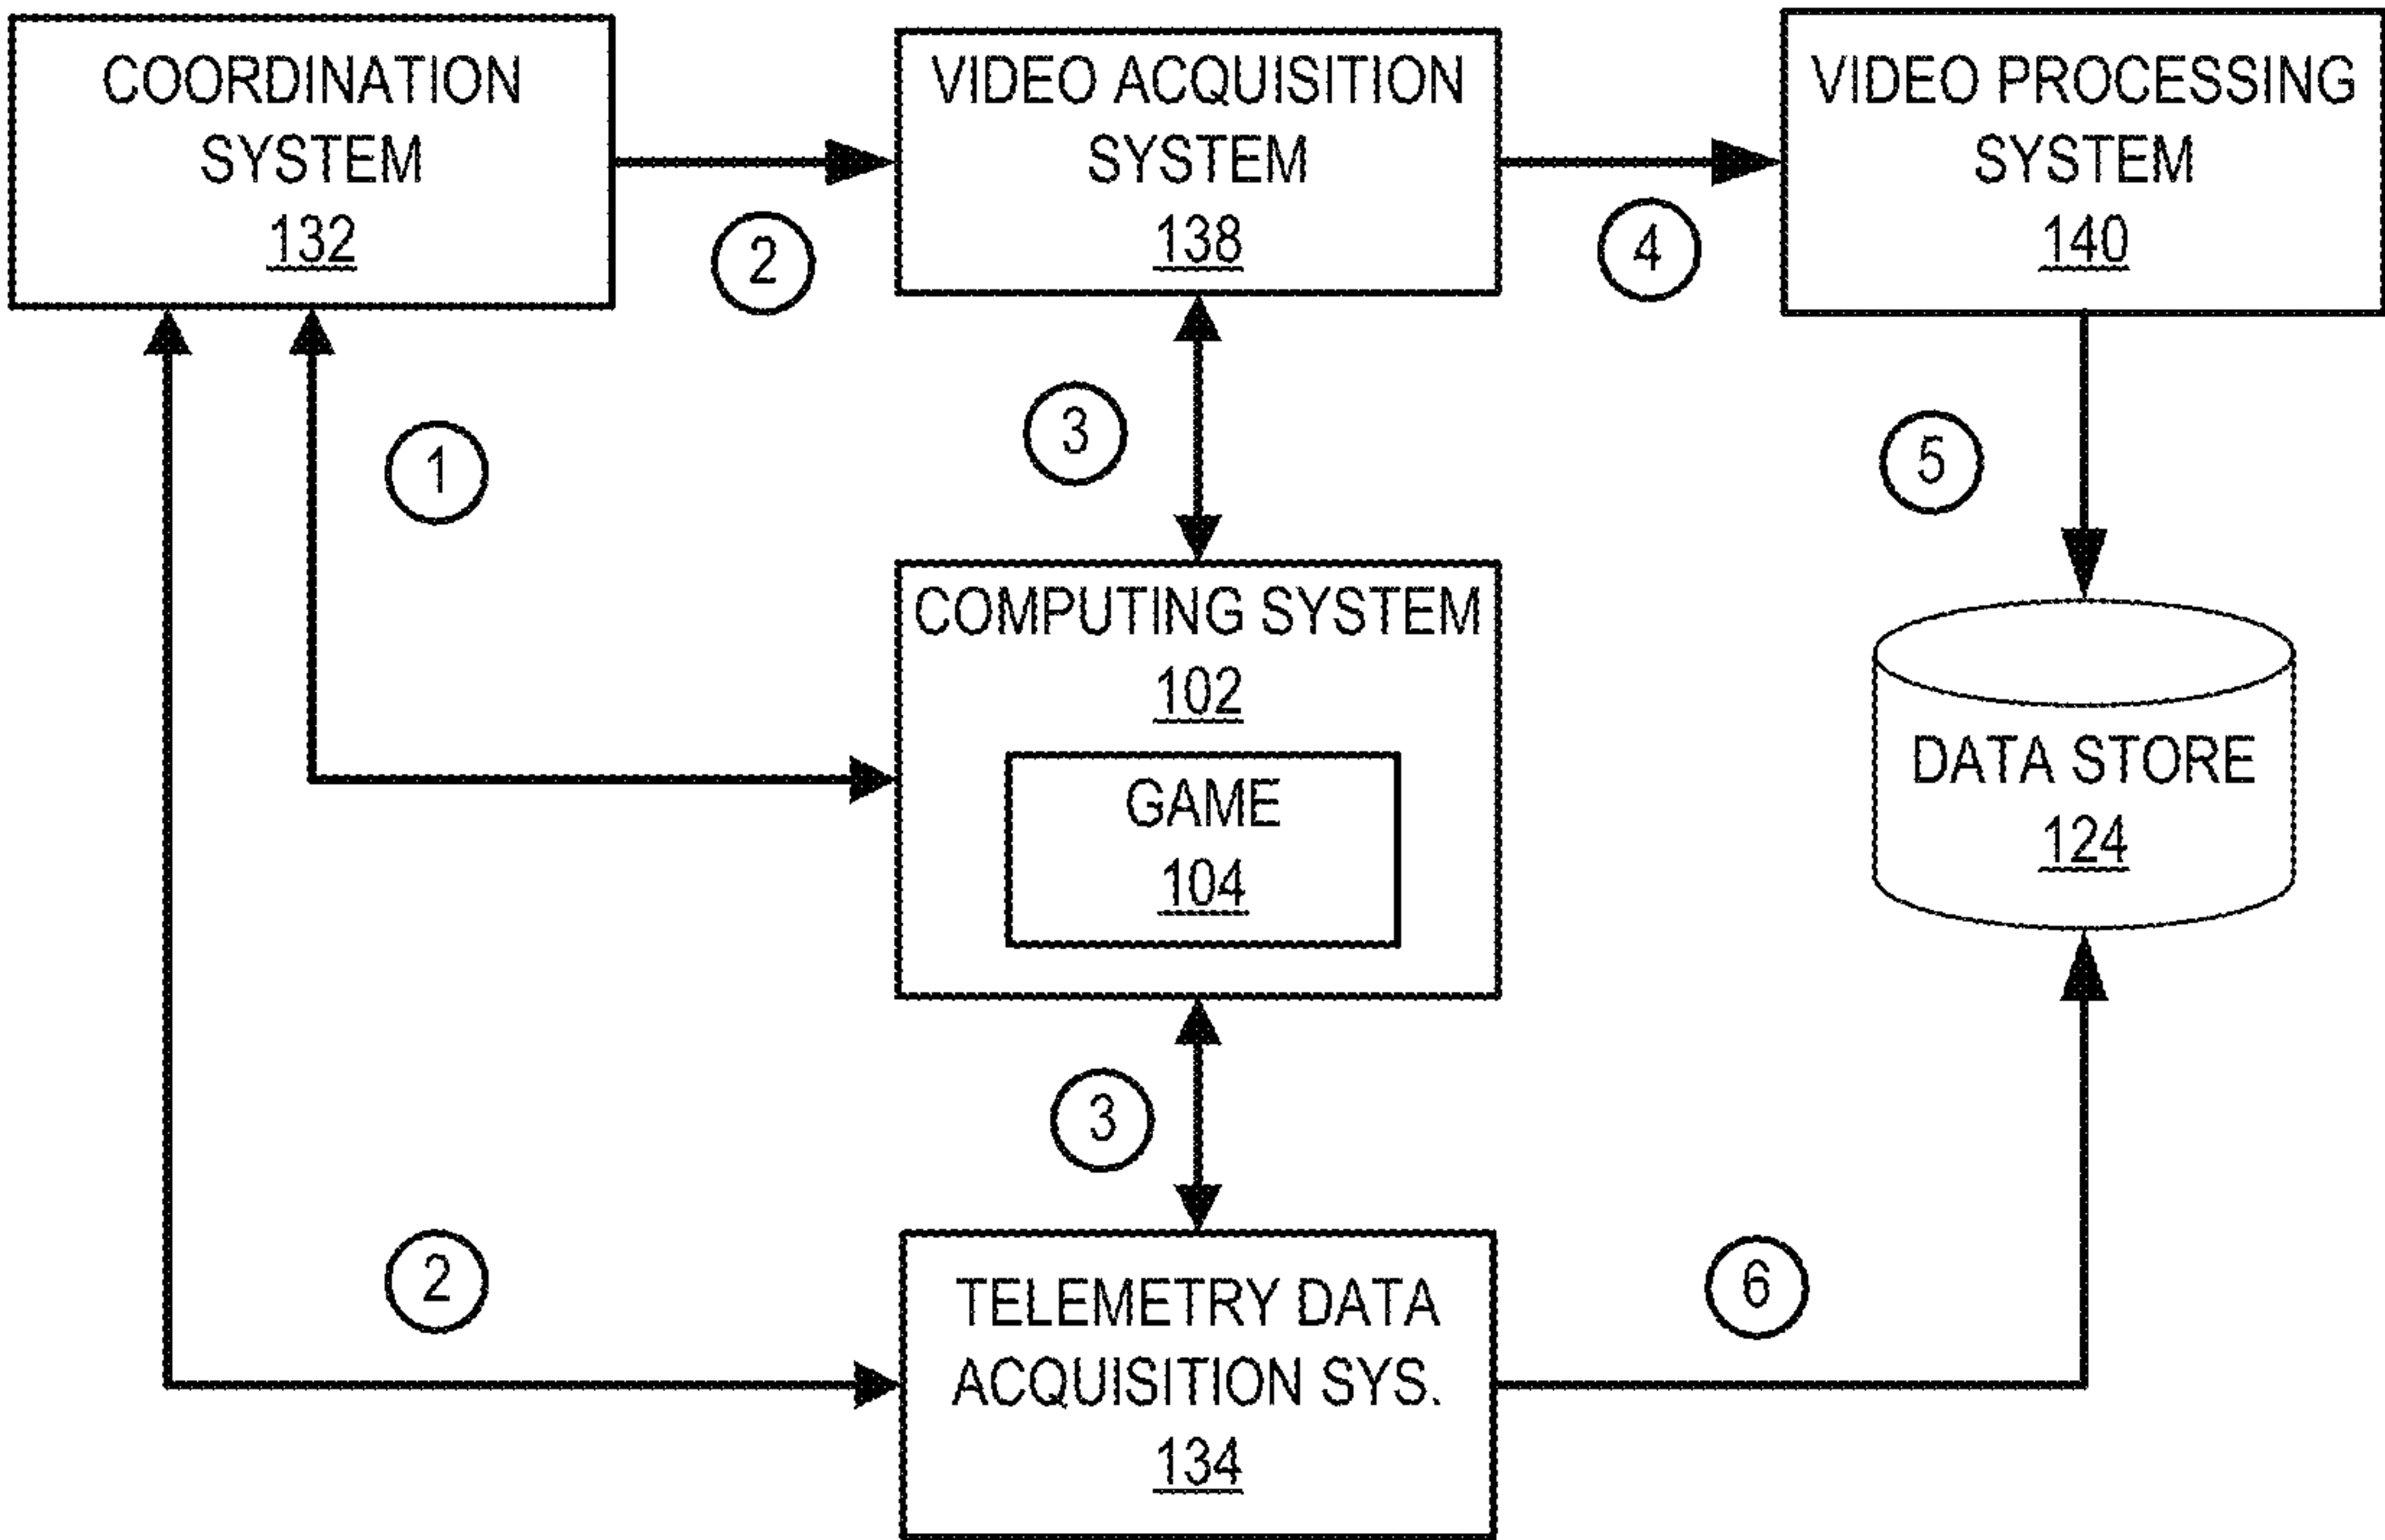 COORDINATION
SYSTEM
132
VIDEO ACQUISITION
SYSTEM
138
VIDEO PROCESSING
SYSTEM
140
2
4
1
3
5
COMPUTING SYSTEM
102
GAME
104
DATA STORE
124
3
2
TELEMETRY DATA
ACQUISITION SYS.
134
6